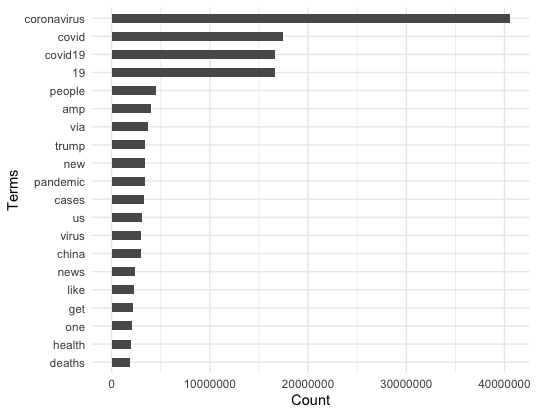 coronavirus
covid
covid19
19
people
amp
via
trump
new
pandemic
cases
us
virus
china
news
like
get
one
health
deaths
Terms
0 10000000 20000000 30000000 40000000
Count